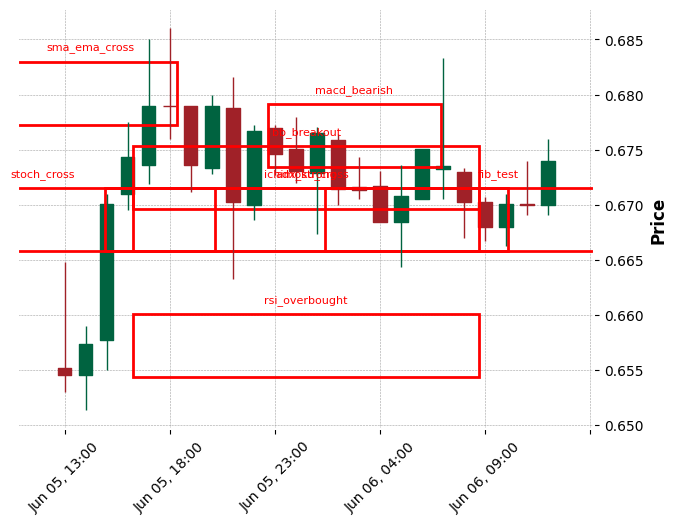 sma_ema_cross
macd_bearish
stoch_cross
fib_test
rsi_overbought
0.685
0.680
0.675
0.670
0.665
0.660
0.655
0.650
Price
Jun 05, 13:00
Jun 05, 18:00
Jun 05, 23:00
Jun 06, 04:00
Jun 06, 09:00